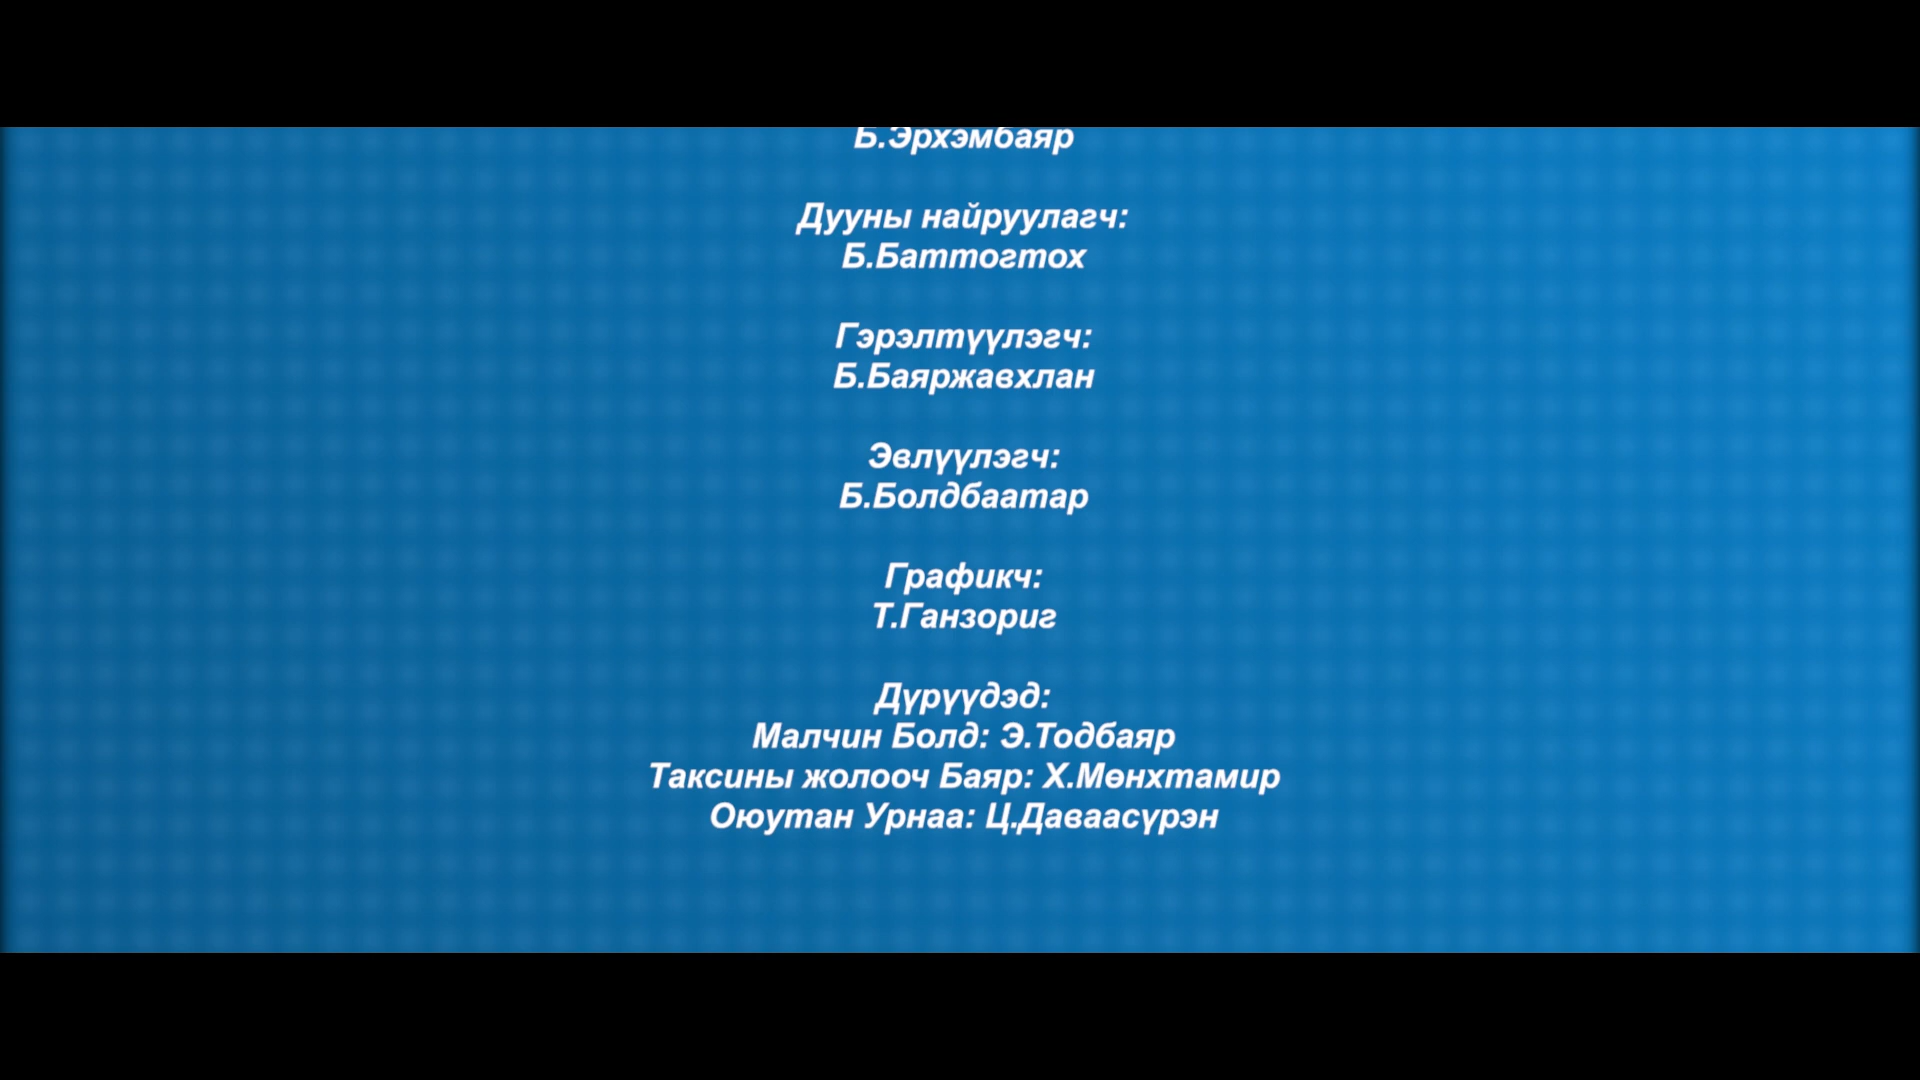 Б.Эрхэмбаяр
Дууны найруулагч:
Б.Баттогтох
Гэрэлтүүлэгч:
Б.Баяржавхлан
Эвлүүлэгч:
Б.Болдбаатар
Графикч:
Т.Ганзориг
Дүрүүдэд:
Малчин Болд: Э.Тодбаяр
Таксины жолооч Баяр: Х.Мөнхтамир
Оюутан Урнаа: Ц.Даваасүрэн